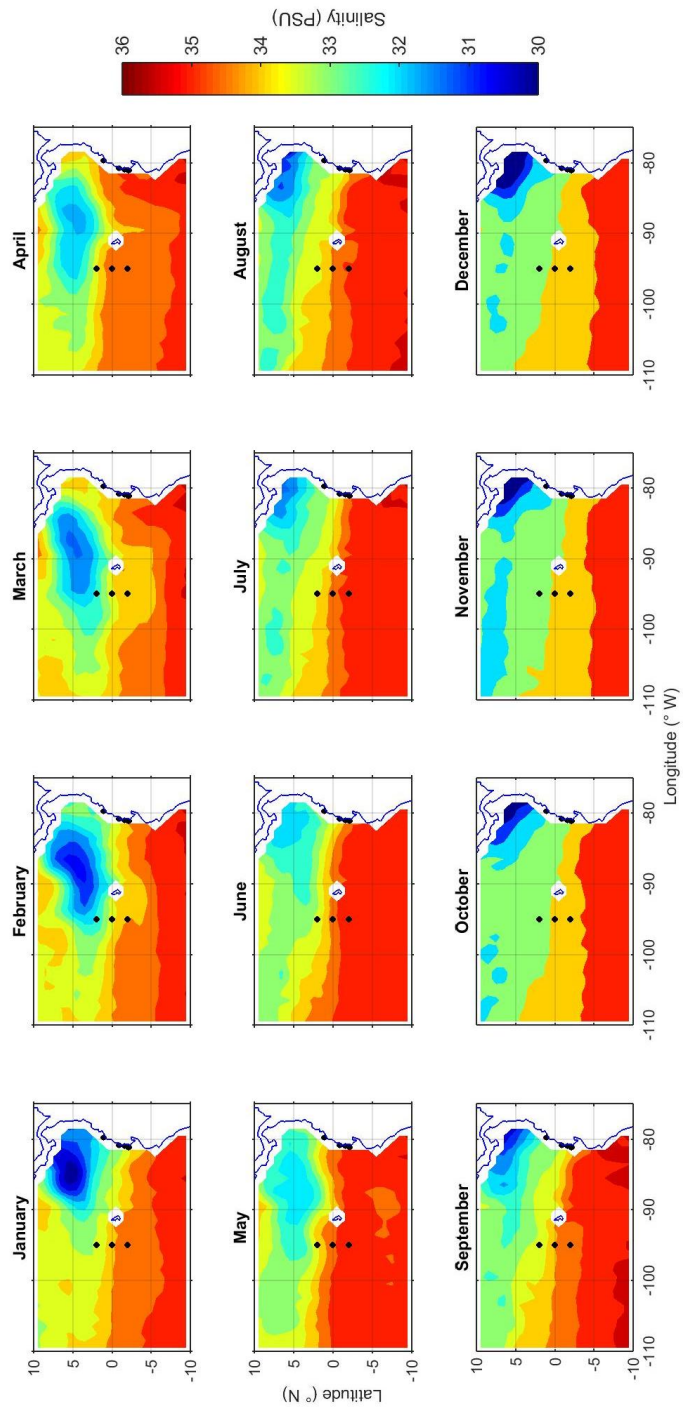 January
February
March
April
10
5
0
-5
-10
May
June
July
August
10
5
0
-5
-10
Latitude (° N)
September
October
November
December
10
5
0
-5
-10
-110
-100
-90
-80
-110
-100
-90
-80
-110
-100
-90
-80
-110
-100
-90
-80
Longitude (° W)
36
35
34
33
32
31
30
Salinity (PSU)